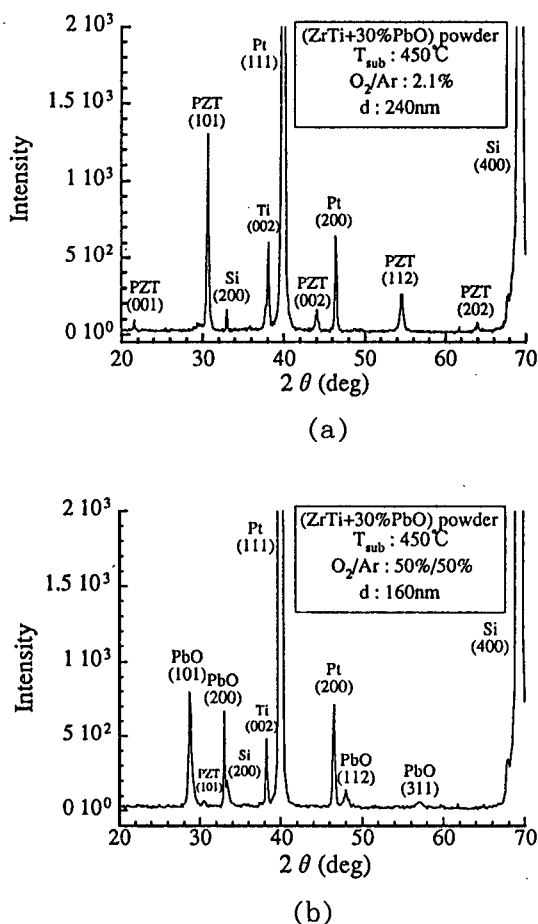 2 10³
1.5 10³
1 10³
5 10²
0 10⁰
Intensity
Pt
(111)
(ZrTi+30%PbO) powder
T_sub : 450℃
O₂/Ar : 2.1%
d : 240nm
PZT
(101)
Si
(400)
Ti
(002)
Pt
(200)
PZT
(001)
Si
(200)
PZT
(002)
PZT
(112)
PZT
(202)
20 30 40 50 60 70
2 θ (deg)
(a)
2 10³
1.5 10³
1 10³
5 10²
0 10⁰
Intensity
Pt
(111)
(ZrTi+30%PbO) powder
T_sub : 450℃
O₂/Ar : 50%/50%
d : 160nm
Si
(400)
PbO
(101)
PbO
(200)
Ti
(002)
Pt
(200)
PZT
(101)
Si
(200)
PbO
(112)
PbO
(311)
20 30 40 50 60 70
2 θ (deg)
(b)